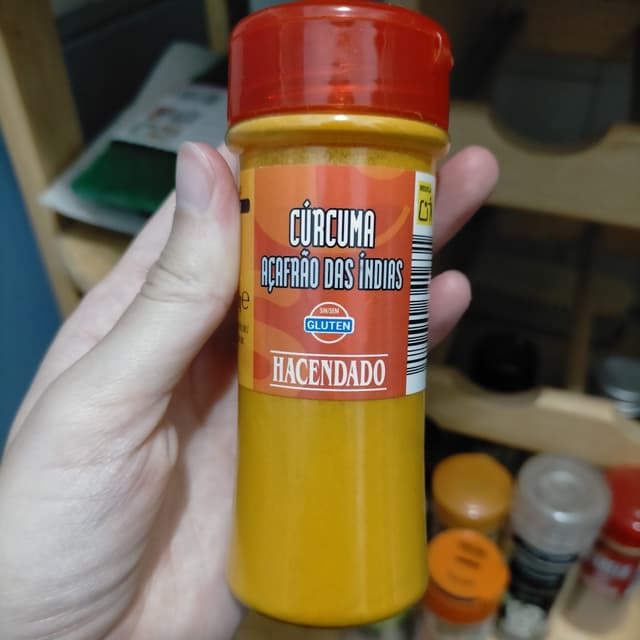 CÚRCUMA
AÇAFRÃO DAS ÍNDIAS
SIN/SEM
GLUTEN
HACENDADO